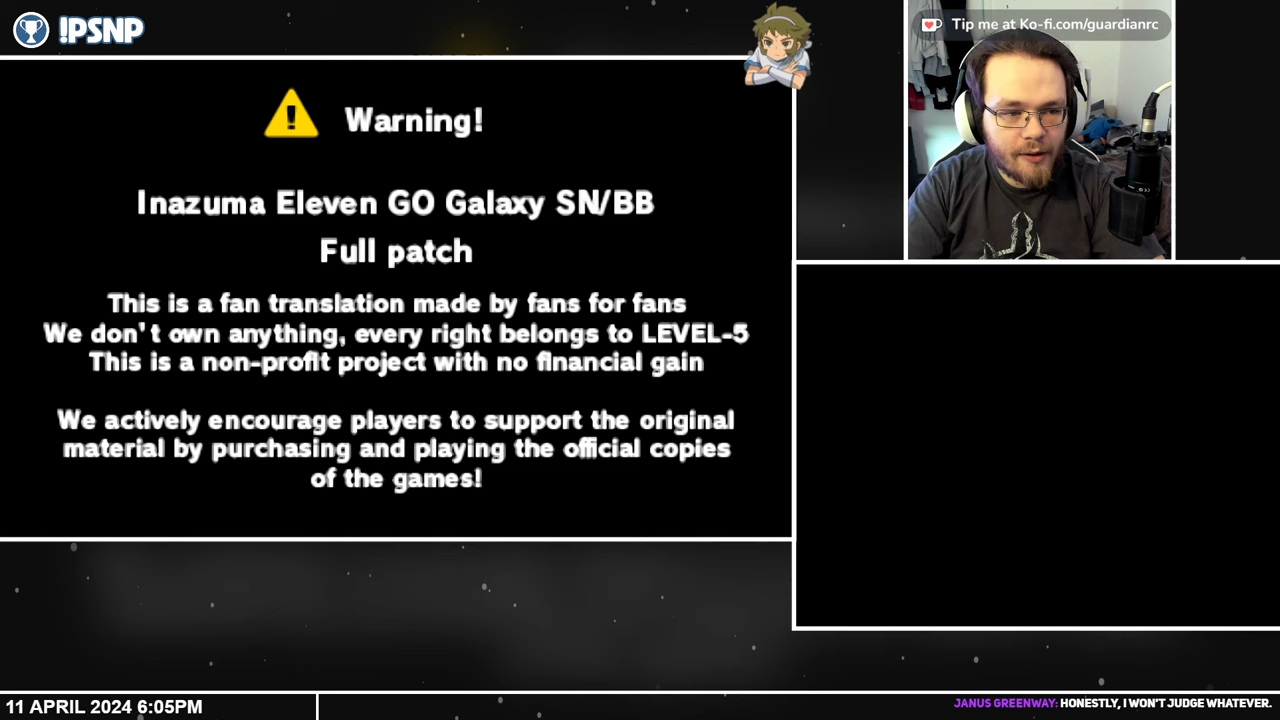 !PSNP
Tip me at Ko-fi.com/guardianrc
Warning!
Inazuma Eleven GO Galaxy SN/BB
Full patch
This is a fan translation made by fans for fans
We don't own anything, every right belongs to LEVEL-5
This is a non-profit project with no financial gain
We actively encourage players to support the original
material by purchasing and playing the official copies
of the games!
11 APRIL 2024 6:05PM
JANUS GREENWAY: HONESTLY, I WON'T JUDGE WHATEVER.